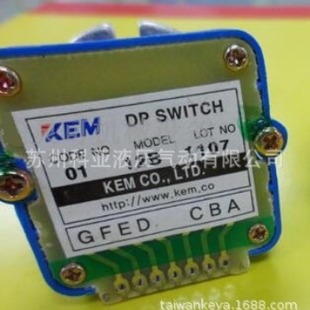 KEM DP SWITCH
CODE NO MODEL LOT NO
01 1107
苏州科亚液压气动有限公司
KEM CO., LTD.
http://www.kem.co
GFED CBA
taiwankeya.1688.com